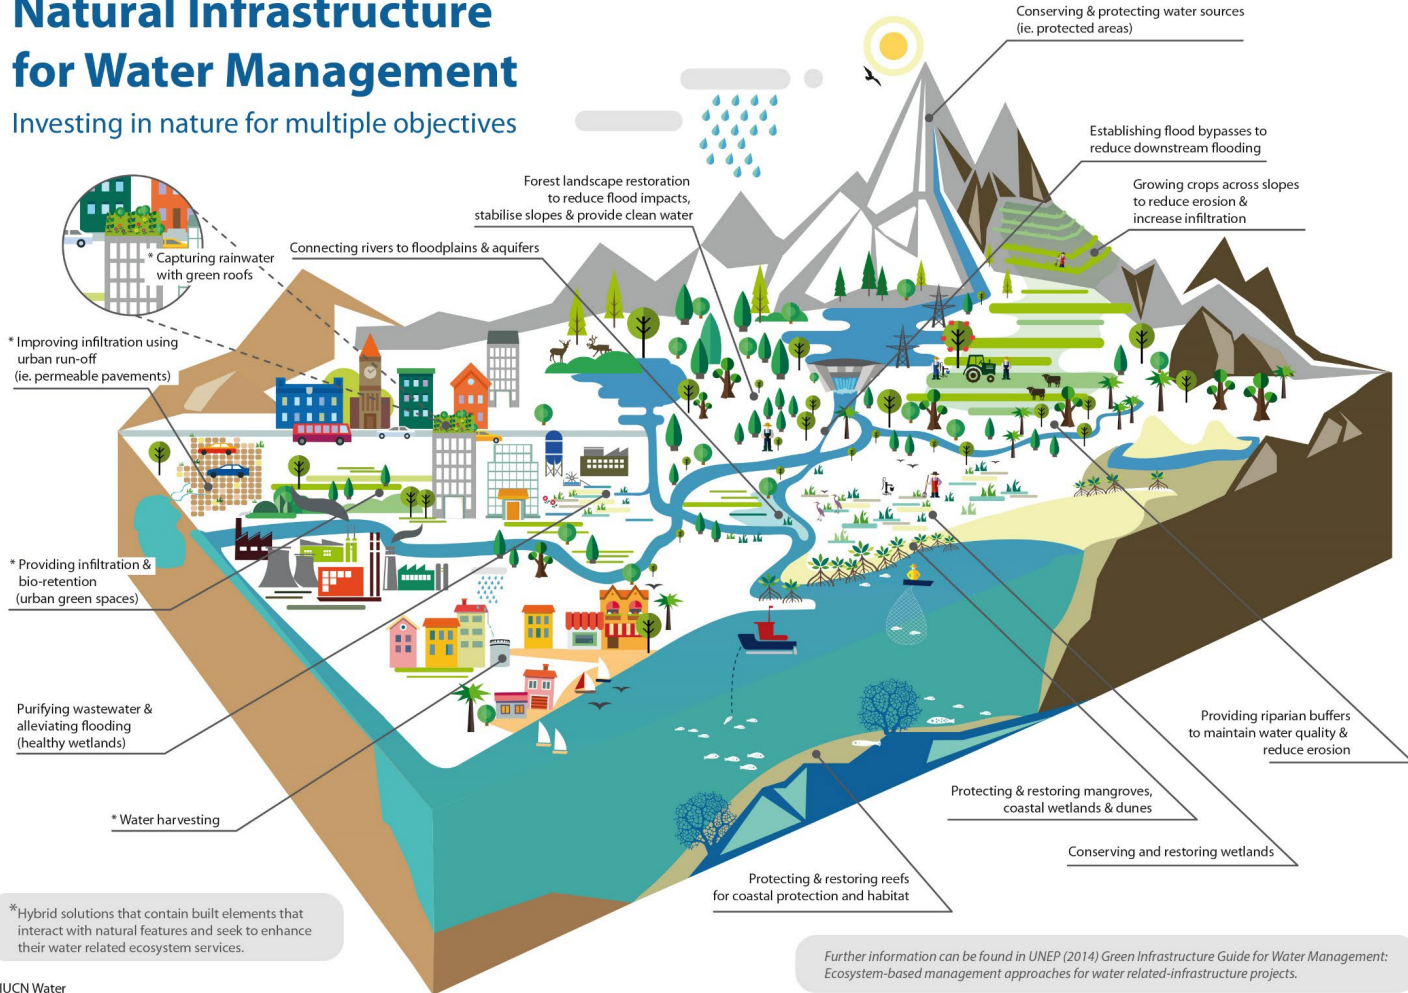 Natural Infrastructure
for Water Management
Investing in nature for multiple objectives
Conserving & protecting water sources
(ie. protected areas)
Establishing flood bypasses to
reduce downstream flooding
Growing crops across slopes
to reduce erosion &
increase infiltration
Forest landscape restoration
to reduce flood impacts,
stabilise slopes & provide clean water
Connecting rivers to floodplains & aquifers
* Capturing rainwater
with green roofs
* Improving infiltration using
urban run-off
(ie. permeable pavements)
* Providing infiltration &
bio-retention
(urban green spaces)
Purifying wastewater &
alleviating flooding
(healthy wetlands)
* Water harvesting
Providing riparian buffers
to maintain water quality &
reduce erosion
Protecting & restoring mangroves,
coastal wetlands & dunes
Conserving and restoring wetlands
Protecting & restoring reefs
for coastal protection and habitat
*Hybrid solutions that contain built elements that
interact with natural features and seek to enhance
their water related ecosystem services.
Further information can be found in UNEP (2014) Green Infrastructure Guide for Water Management:
Ecosystem-based management approaches for water related-infrastructure projects.
IUCN Water